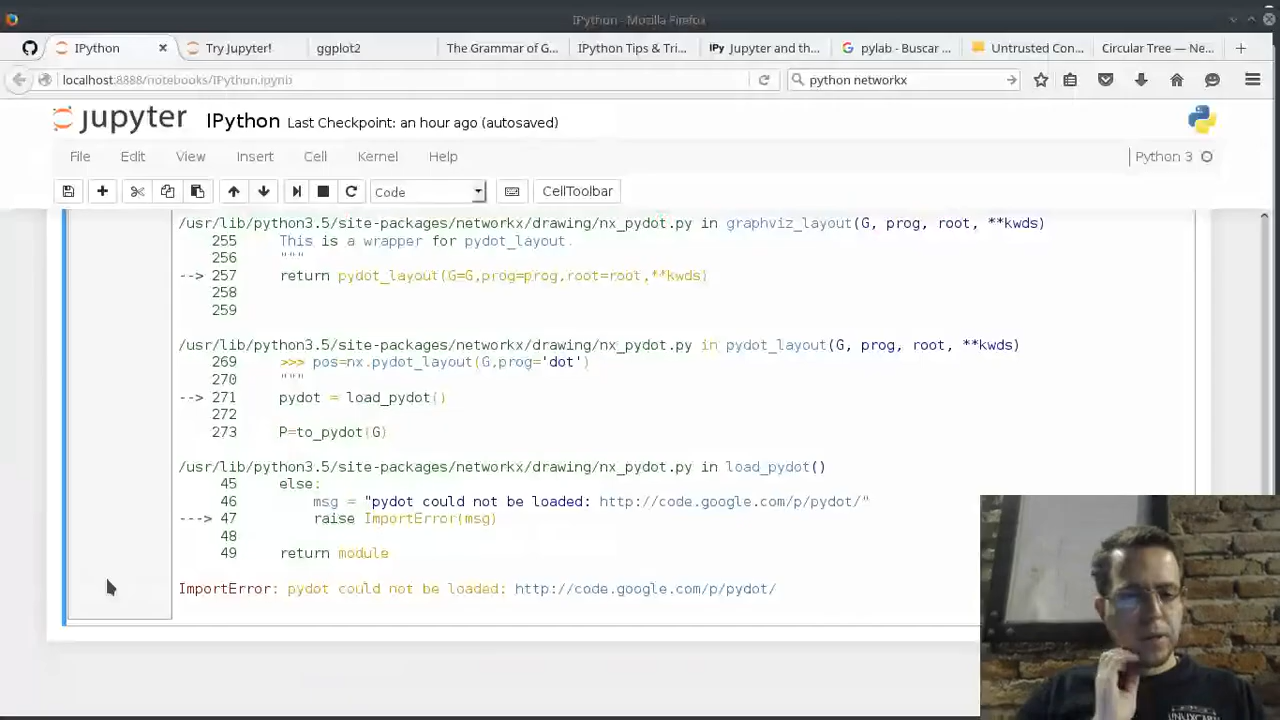 IPython - Mozilla Firefox
IPython
Try Jupyter!
ggplot2
The Grammar of G...
IPython Tips & Tri...
IPy Jupyter and th...
pylab - Buscar ...
Untrusted Con...
Circular Tree — Ne...
localhost:8888/notebooks/IPython.ipynb
python networkx
jupyter IPython Last Checkpoint: an hour ago (autosaved)
File Edit View Insert Cell Kernel Help
Python 3
Code
CellToolbar
/usr/lib/python3.5/site-packages/networkx/drawing/nx_pydot.py in graphviz_layout(G, prog, root, **kwds)
255 This is a wrapper for pydot_layout.
256 """
--> 257 return pydot_layout(G=G,prog=prog,root=root,**kwds)
258
259
/usr/lib/python3.5/site-packages/networkx/drawing/nx_pydot.py in pydot_layout(G, prog, root, **kwds)
269 >>> pos=nx.pydot_layout(G,prog='dot')
270 """
--> 271 pydot = load_pydot()
272
273 P=to_pydot(G)
/usr/lib/python3.5/site-packages/networkx/drawing/nx_pydot.py in load_pydot()
45 else:
46 msg = "pydot could not be loaded: http://code.google.com/p/pydot/"
---> 47 raise ImportError(msg)
48
49 return module
ImportError: pydot could not be loaded: http://code.google.com/p/pydot/